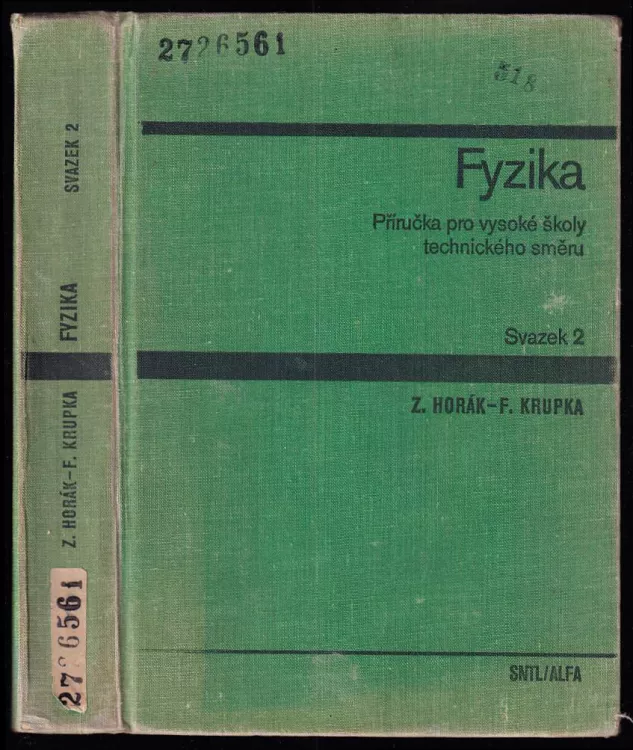 2726561
518
Fyzika
Příručka pro vysoké školy
technického směru
Svazek 2
Z. HORÁK–F. KRUPKA
SNTL/ALFA
SVAZEK 2
FYZIKA
Z. HORÁK–F. KRUPKA
2726561